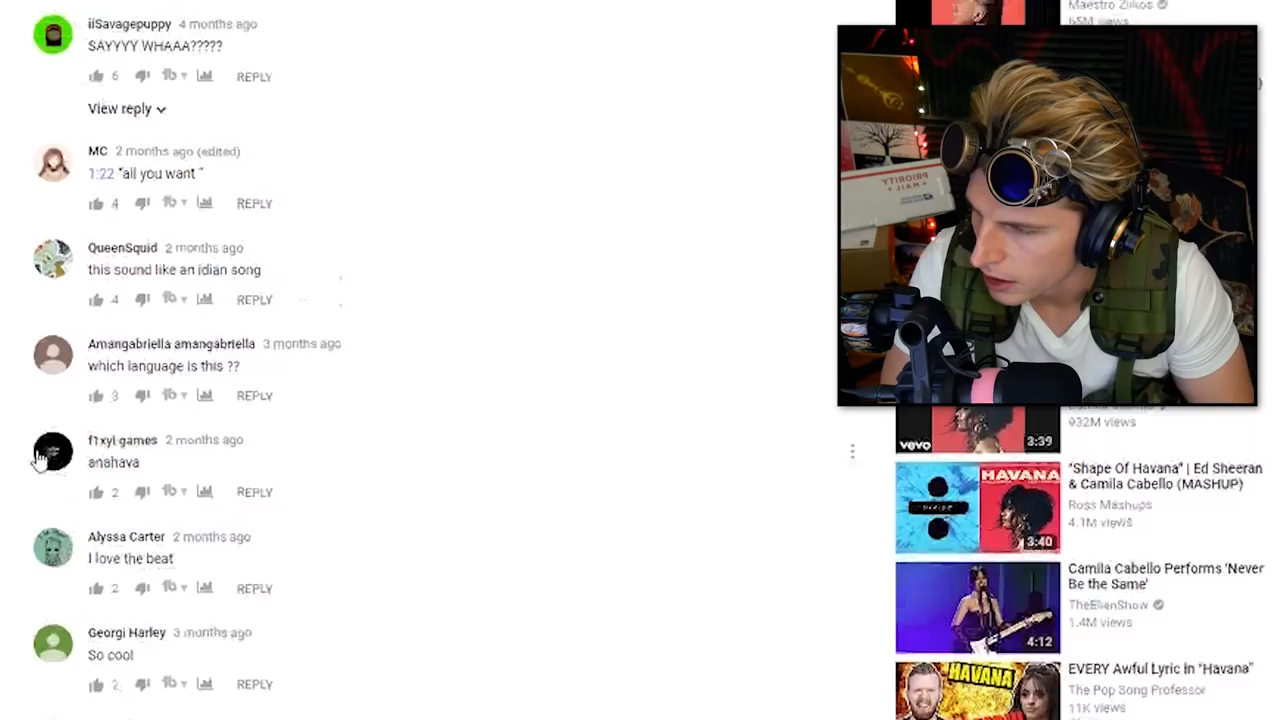 iiSavagepuppy 4 months ago
SAYYYY WHAAA?????
6 REPLY
View reply
MC 2 months ago (edited)
1:22 "all you want "
4 REPLY
QueenSquid 2 months ago
this sound like an idian song
4 REPLY
Amangabriella amangabriella 3 months ago
which language is this ??
3 REPLY
f1xyl games 2 months ago
anahava
2 REPLY
Alyssa Carter 2 months ago
I love the beat
2 REPLY
Georgi Harley 3 months ago
So cool
2 REPLY
65M views
PRIORITY
MAIL
932M views
vevo
3:39
"Shape Of Havana" | Ed Sheeran
& Camila Cabello (MASHUP)
Ross Mashups
4.1M views
HAVANA
3:40
Camila Cabello Performs 'Never
Be the Same'
TheEllenShow
1.4M views
4:12
EVERY Awful Lyric in "Havana"
The Pop Song Professor
11K views
HAVANA